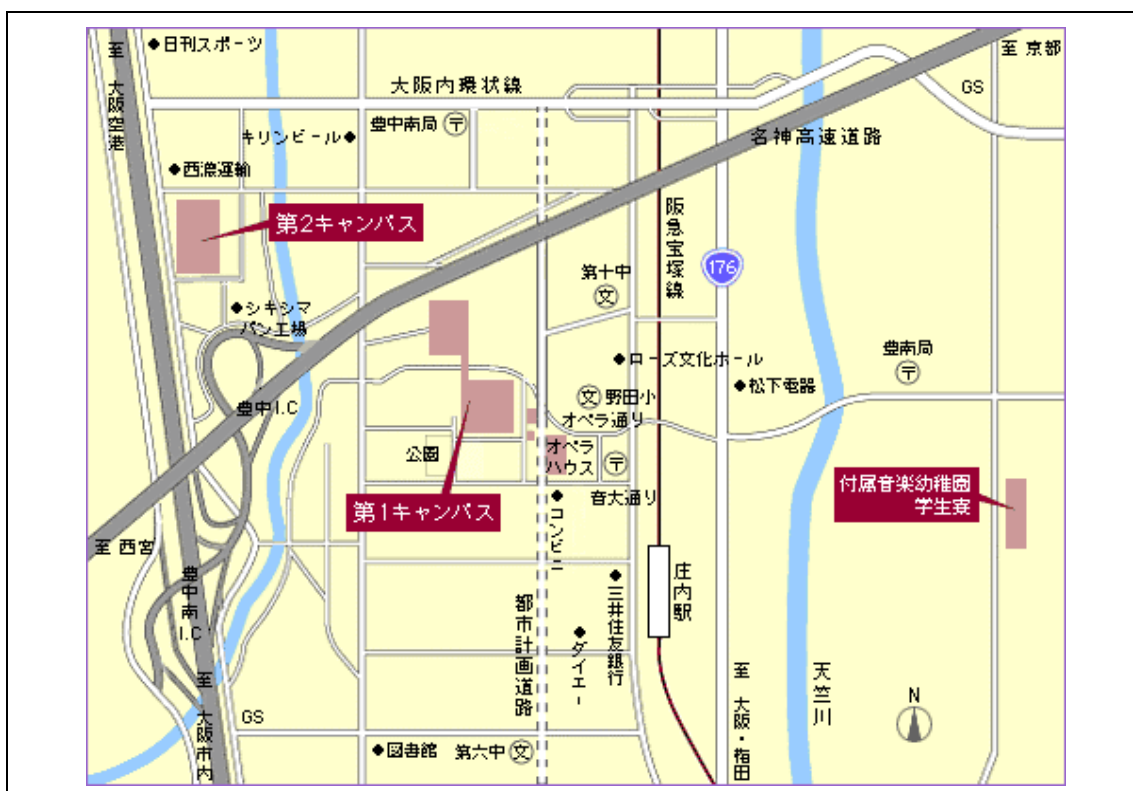 至 大阪空港
◆日刊スポーツ
至 京都
大阪内環状線
GS
豊中南局 〒
キリンビール◆
名神高速道路
◆西濃運輸
阪急宝塚線
第2キャンパス
176
第十中
文
◆シキシマ
パン工場
◆ローズ文化ホール
豊南局
〒
◆松下電器
豊中I.C
文 野田小
オペラ通り
公園
オペラ
ハウス
〒
付属音楽幼稚園
学生寮
第1キャンパス
音大通り
◆コンビニ
至 西宮
豊中南I.C
庄内駅
◆三井住友銀行
都市計画道路
◆ダイエー
至 大阪市内
至 大阪・梅田
天竺川
N
GS
◆図書館
第六中 文